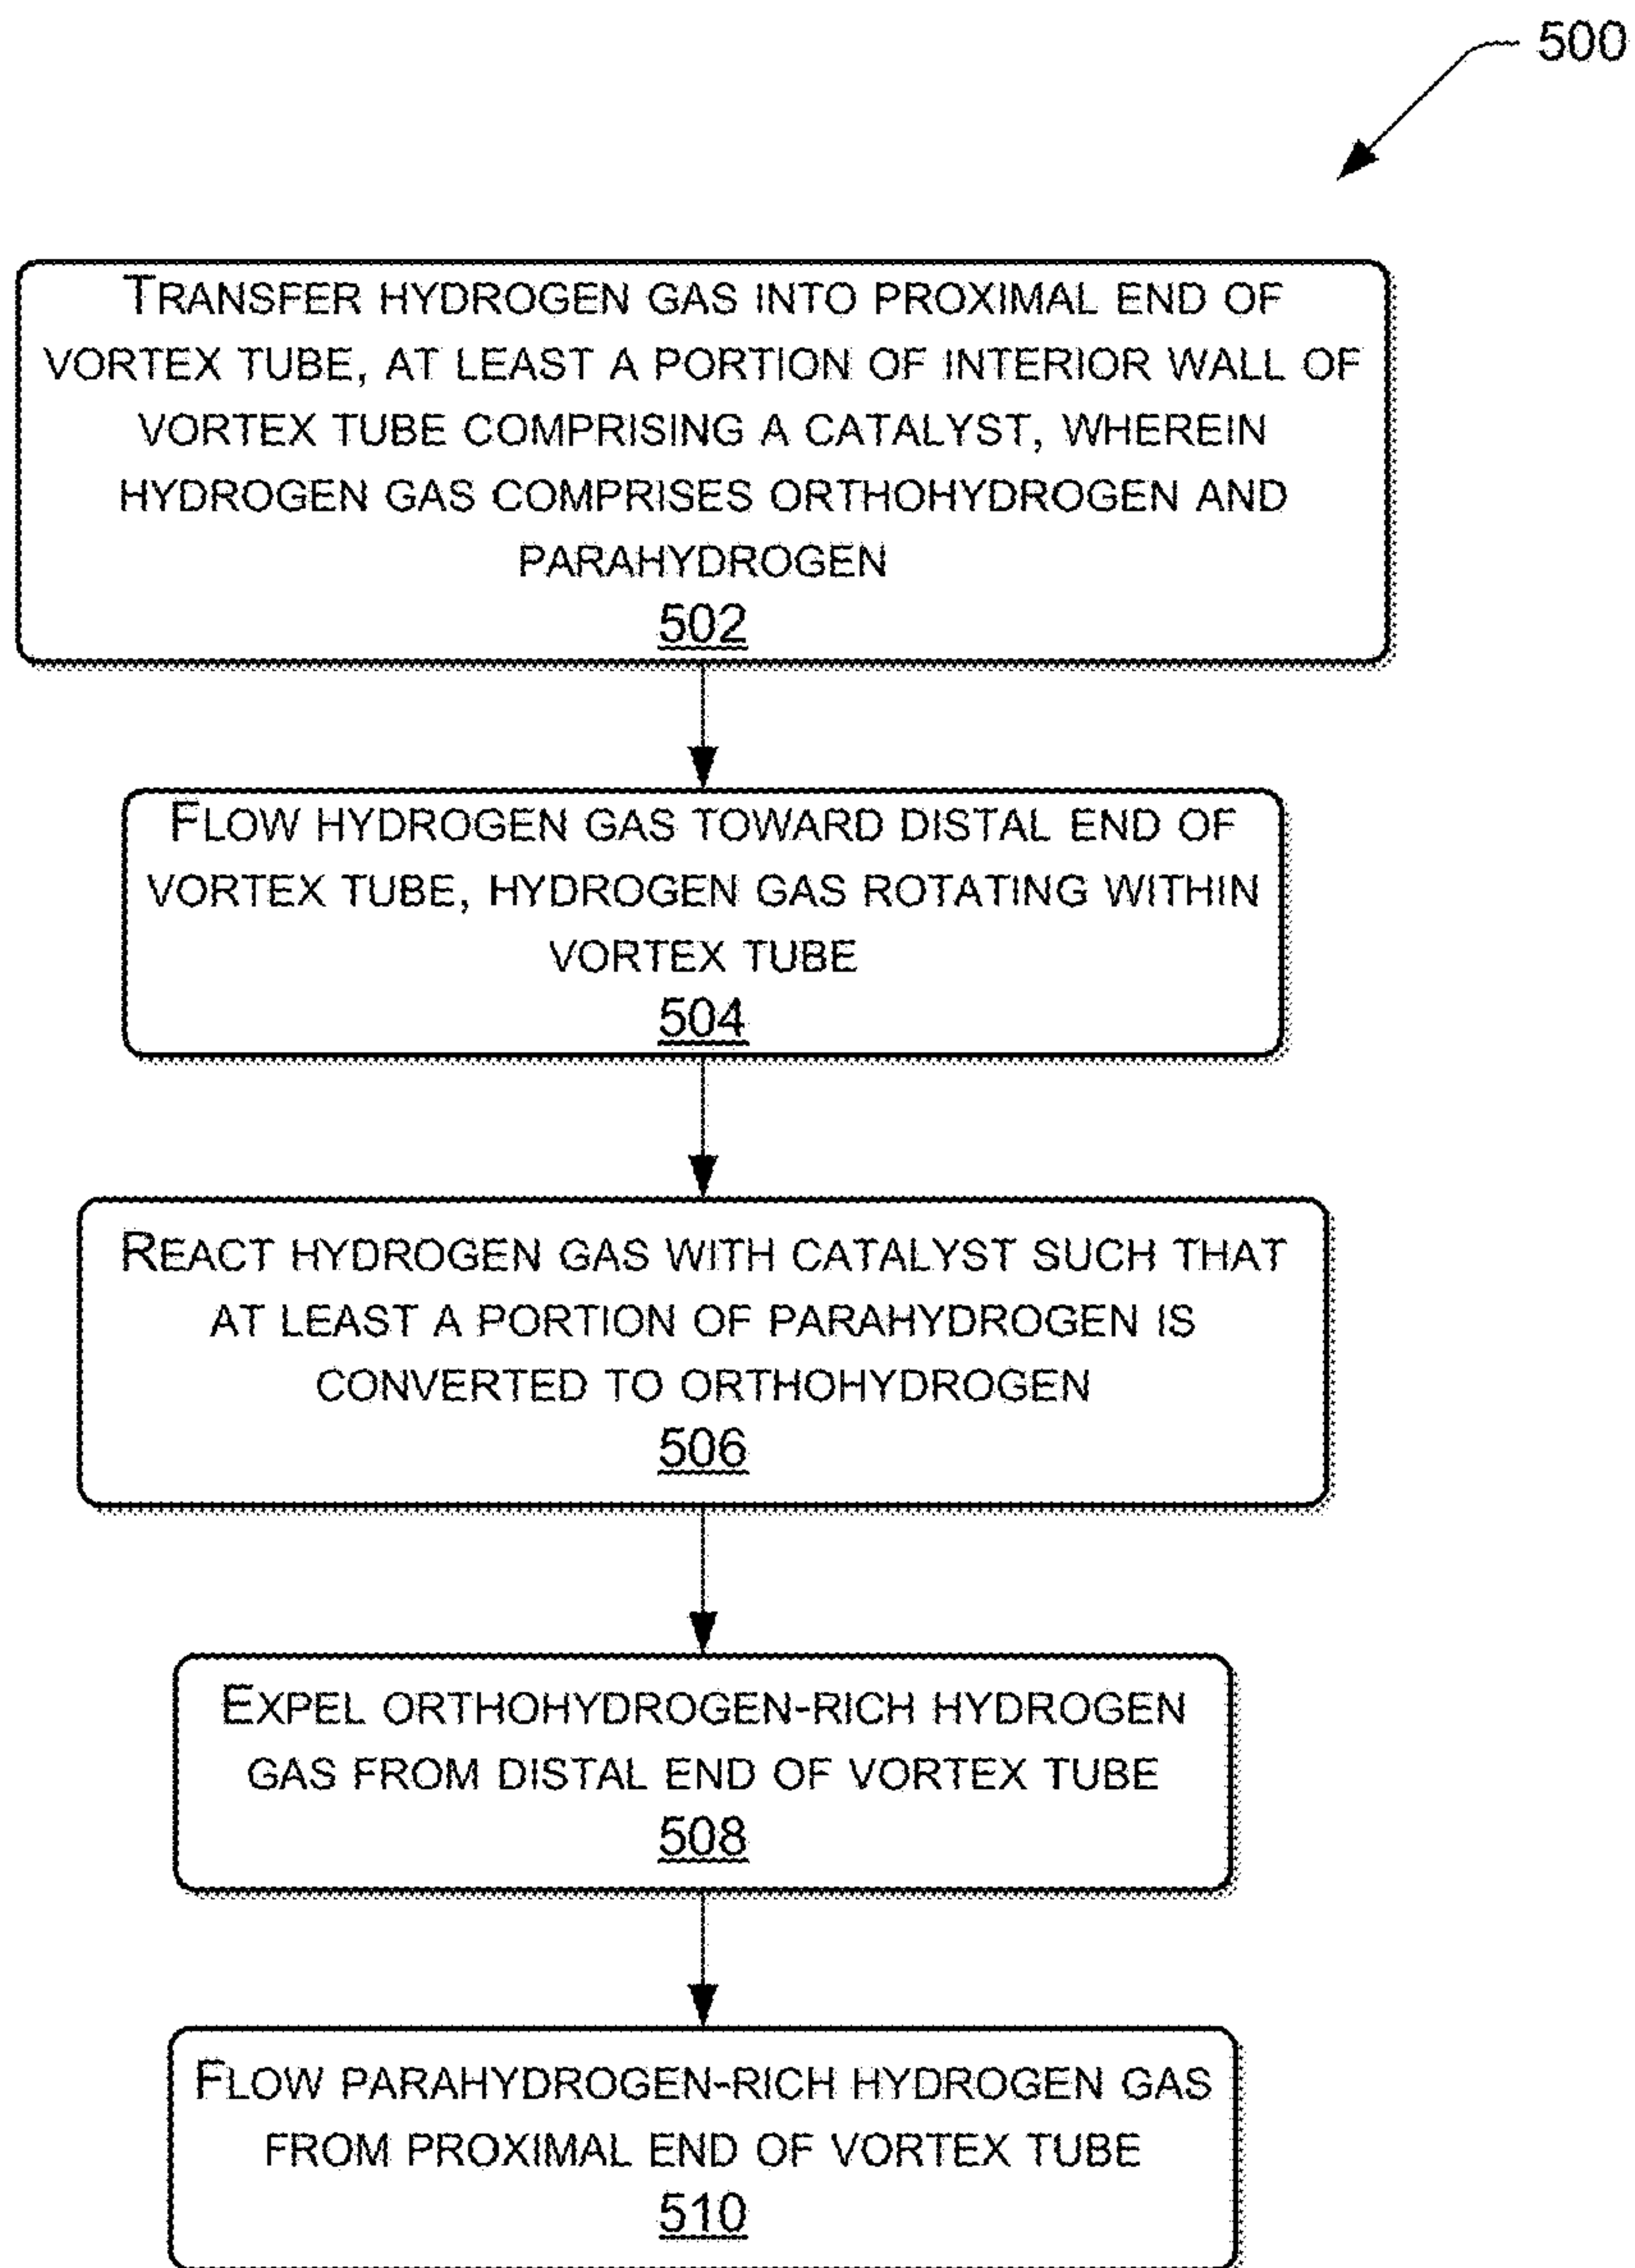 500
TRANSFER HYDROGEN GAS INTO PROXIMAL END OF
VORTEX TUBE, AT LEAST A PORTION OF INTERIOR WALL OF
VORTEX TUBE COMPRISING A CATALYST, WHEREIN
HYDROGEN GAS COMPRISES ORTHOHYDROGEN AND
PARAHYDROGEN
502
FLOW HYDROGEN GAS TOWARD DISTAL END OF
VORTEX TUBE, HYDROGEN GAS ROTATING WITHIN
VORTEX TUBE
504
REACT HYDROGEN GAS WITH CATALYST SUCH THAT
AT LEAST A PORTION OF PARAHYDROGEN IS
CONVERTED TO ORTHOHYDROGEN
506
EXPEL ORTHOHYDROGEN-RICH HYDROGEN
GAS FROM DISTAL END OF VORTEX TUBE
508
FLOW PARAHYDROGEN-RICH HYDROGEN GAS
FROM PROXIMAL END OF VORTEX TUBE
510